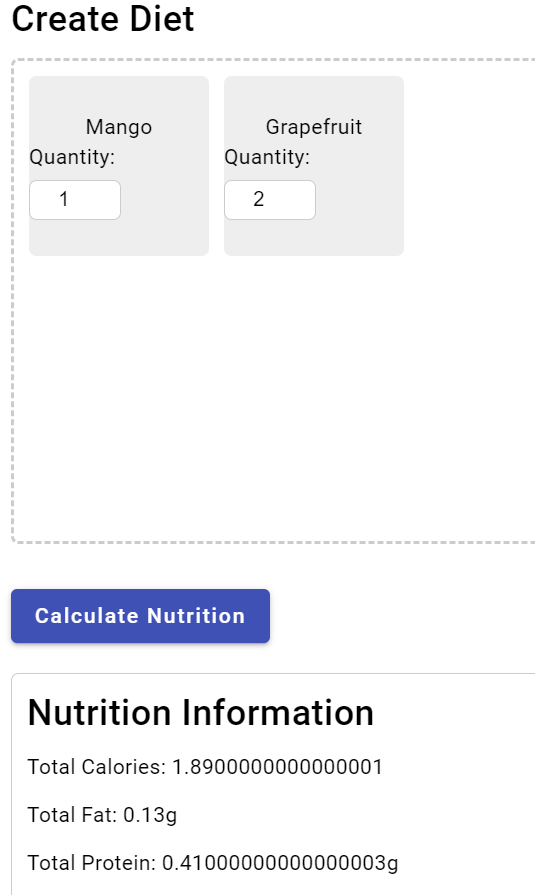 Create Diet
Mango
Quantity:
1
Grapefruit
Quantity:
2
Calculate Nutrition
Nutrition Information
Total Calories: 1.8900000000000001
Total Fat: 0.13g
Total Protein: 0.41000000000000003g